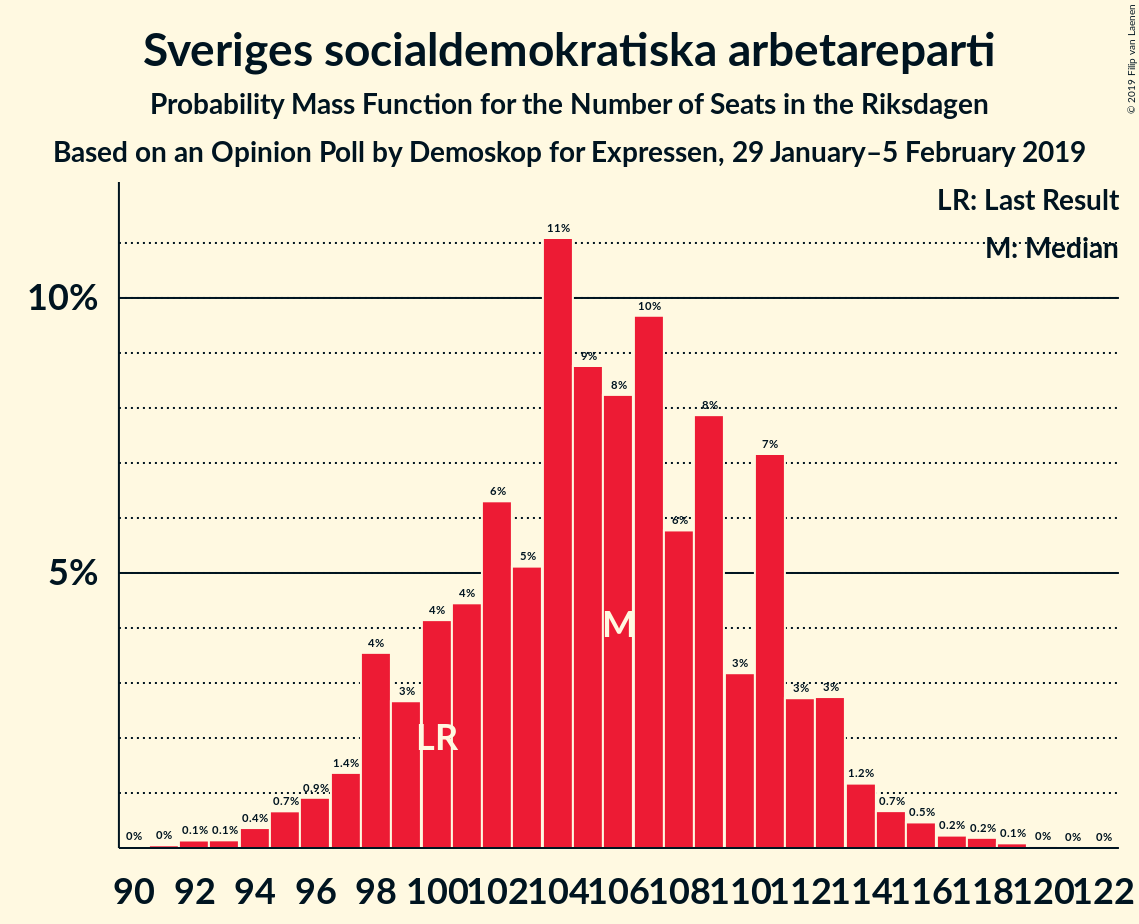 Sveriges socialdemokratiska arbetareparti
Probability Mass Function for the Number of Seats in the Riksdagen
Based on an Opinion Poll by Demoskop for Expressen, 29 January–5 February 2019
© 2019 Filip van Laenen
LR: Last Result
M: Median
10%
5%
0% 0% 0.1% 0.1% 0.4% 0.7% 0.9% 1.4% 4% 3% 4% 4% 6% 5% 11% 9% 8% 10% 6% 8% 3% 7% 3% 3% 1.2% 0.7% 0.5% 0.2% 0.2% 0.1% 0% 0% 0%
M
LR
90 92 94 96 98 100 102 104 106 108 110 112 114 116 118 120 122